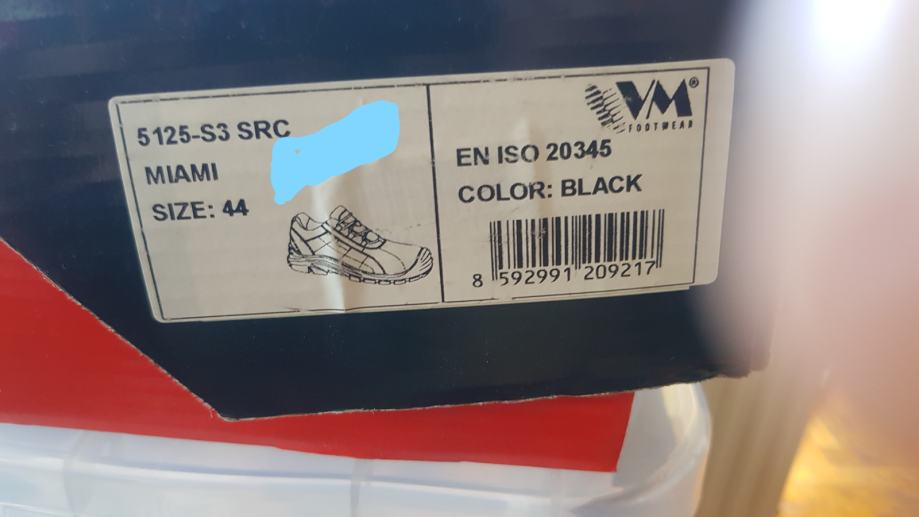 5125-S3 SRC
MIAMI
SIZE: 44
VM®
FOOTWEAR
EN ISO 20345
COLOR: BLACK
8 592991 209217